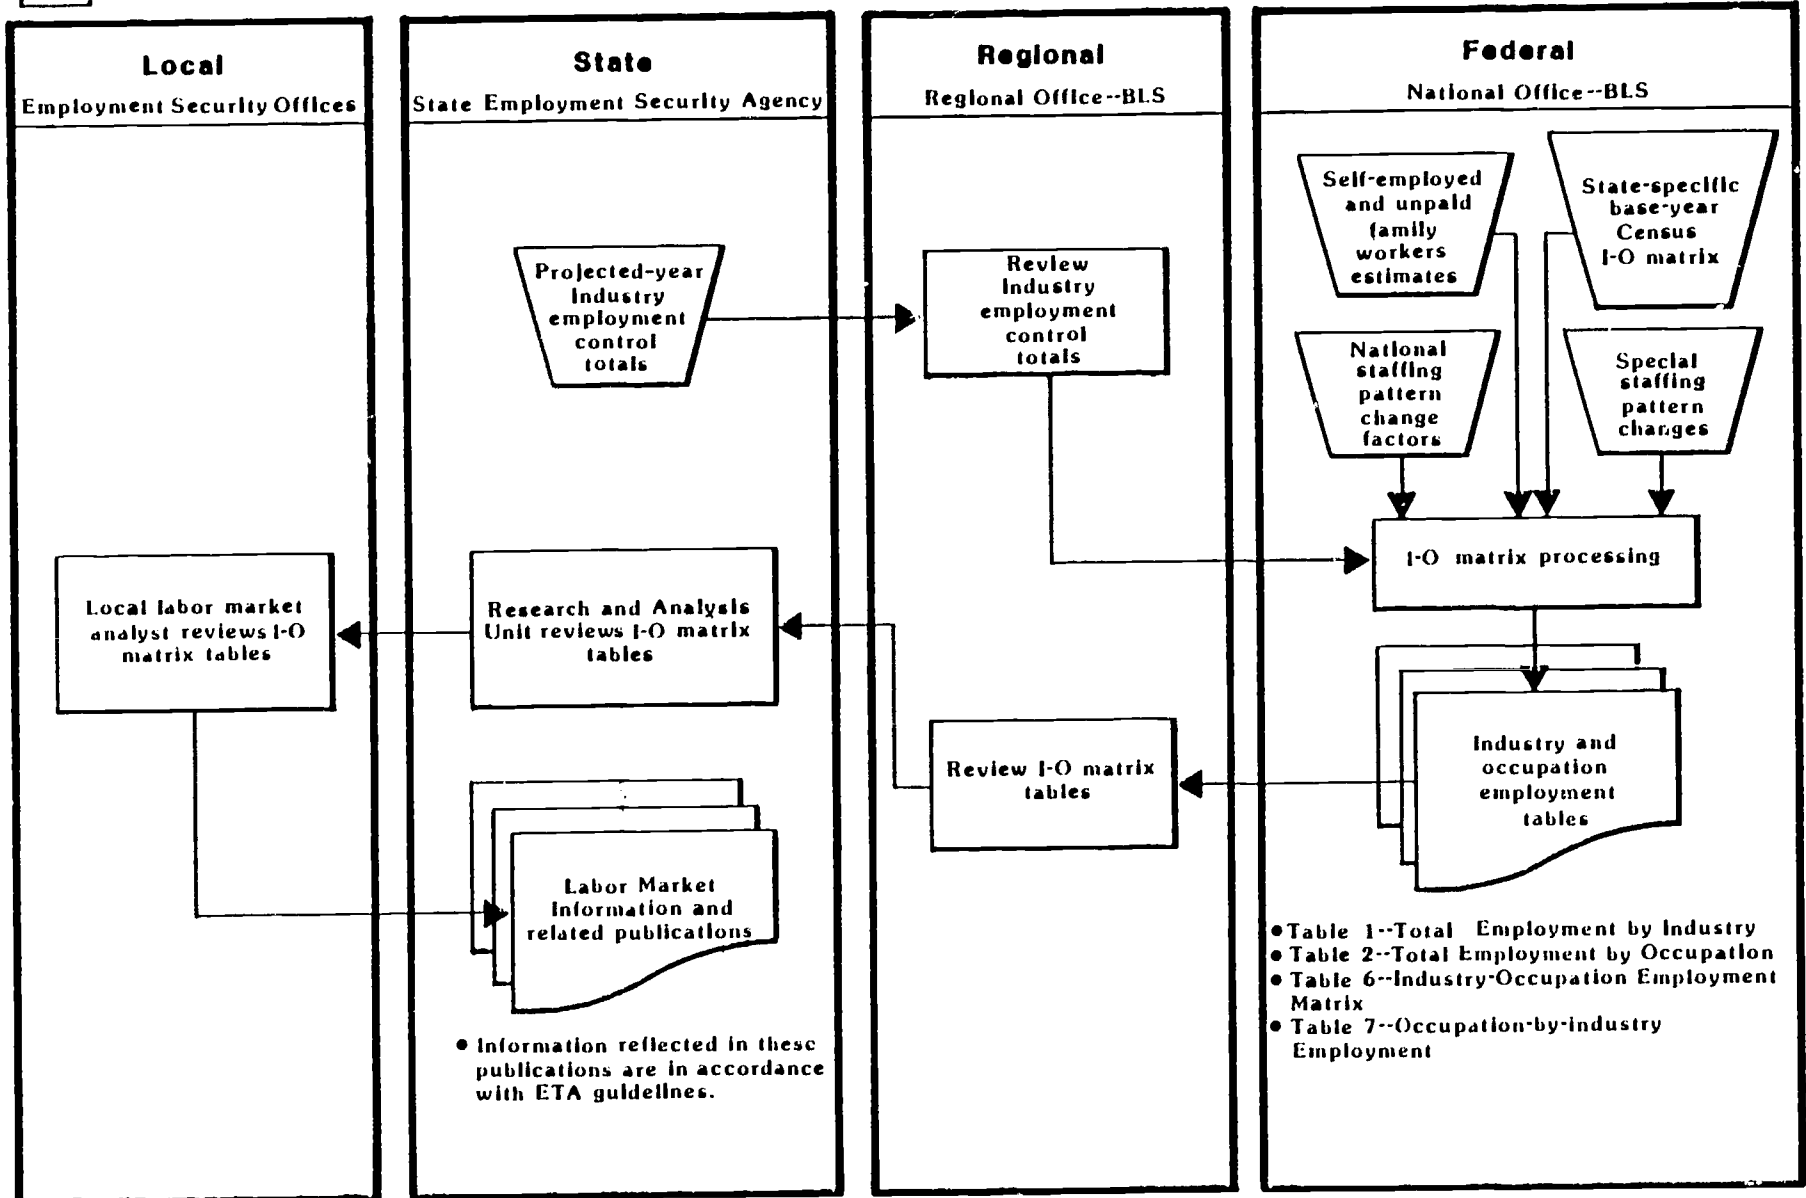 Local
Employment Security Offices
Local labor market
analyst reviews I-O
matrix tables
State
State Employment Security Agency
Projected-year
Industry
employment
control
totals
Research and Analysis
Unit reviews I-O matrix
tables
Labor Market
Information and
related publications
● Information reflected in these
publications are in accordance
with ETA guidelines.
Regional
Regional Office--BLS
Review
Industry
employment
control
totals
Review I-O matrix
tables
Federal
National Office--BLS
Self-employed
and unpaid
family
workers
estimates
State-specific
base-year
Census
I-O matrix
National
staffing
pattern
change
factors
Special
staffing
pattern
changes
I-O matrix processing
Industry and
occupation
employment
tables
● Table 1--Total Employment by Industry
● Table 2--Total Employment by Occupation
● Table 6--Industry-Occupation Employment
Matrix
● Table 7--Occupation-by-industry
Employment